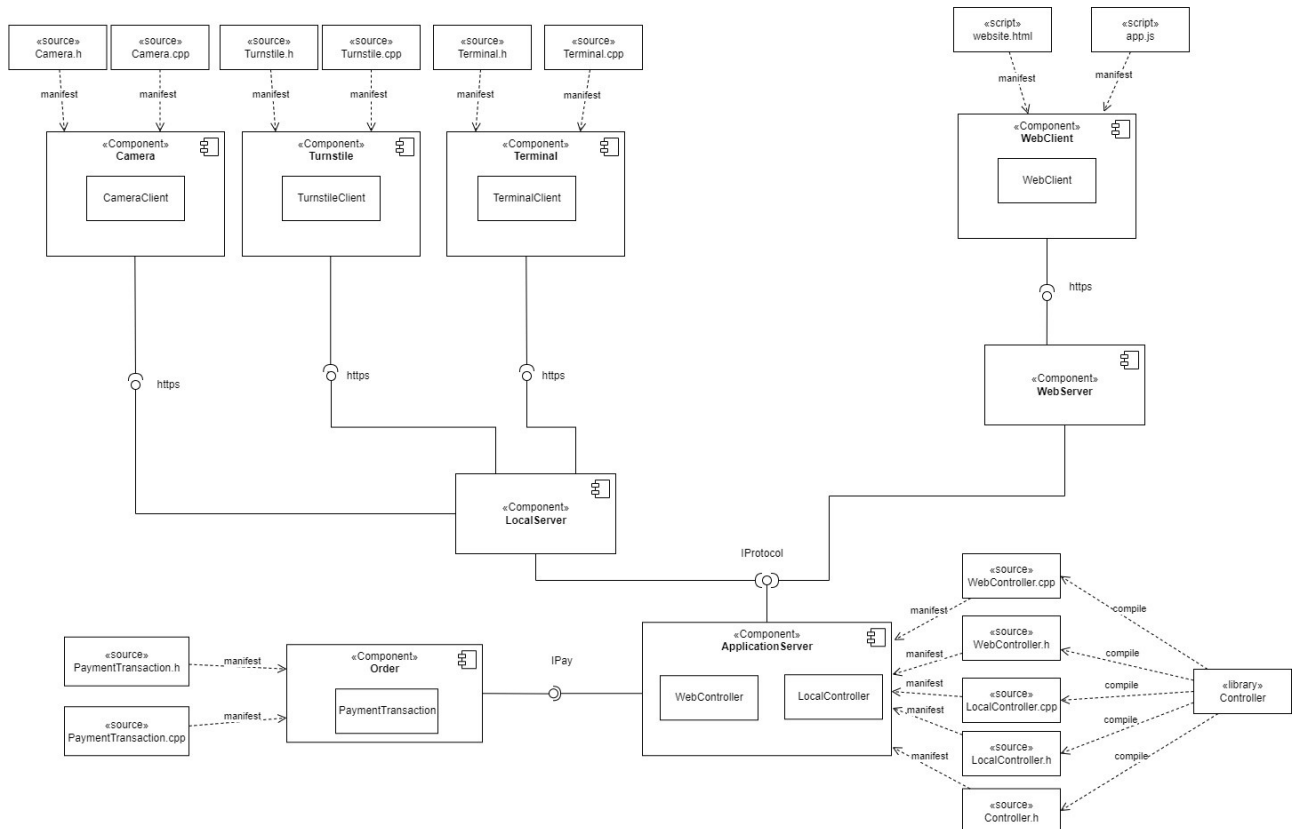 «source»
Camera.h
«source»
Camera.cpp
«source»
Turnstile.h
«source»
Turnstile.cpp
«source»
Terminal.h
«source»
Terminal.cpp
«script»
website.html
«script»
app.js
manifest
manifest
manifest
manifest
manifest
manifest
manifest
manifest
«Component»
Camera
CameraClient
«Component»
Turnstile
TurnstileClient
«Component»
Terminal
TerminalClient
«Component»
WebClient
WebClient
https
https
https
https
«Component»
WebServer
«Component»
LocalServer
IProtocol
«source»
PaymentTransaction.h
«source»
PaymentTransaction.cpp
manifest
manifest
«Component»
Order
PaymentTransaction
IPay
«Component»
ApplicationServer
WebController
LocalController
manifest
manifest
manifest
manifest
manifest
«source»
WebController.cpp
«source»
WebController.h
«source»
LocalController.cpp
«source»
LocalController.h
«source»
Controller.h
compile
compile
compile
compile
compile
«library»
Controller